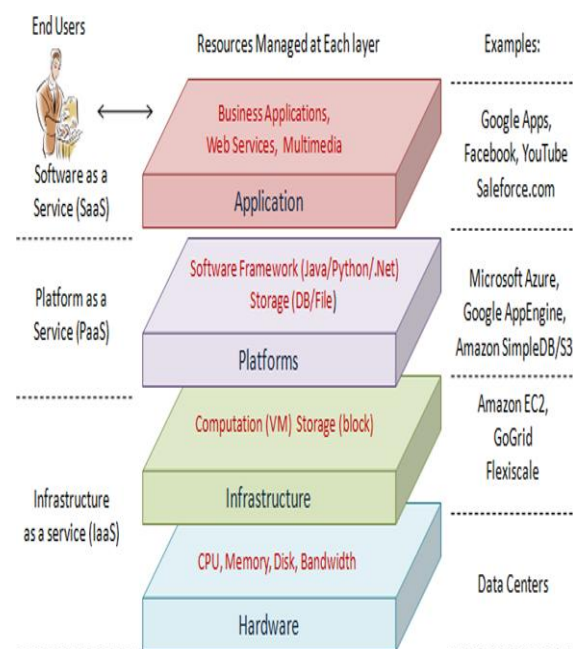 End Users
Resources Managed at Each layer
Examples:
Business Applications,
Web Services, Multimedia
Application
Software as a
Service (SaaS)
Google Apps,
Facebook, YouTube
Saleforce.com
Software Framework (Java/Python/.Net)
Storage (DB/File)
Platforms
Platform as a
Service (PaaS)
Microsoft Azure,
Google AppEngine,
Amazon SimpleDB/S3
Computation (VM) Storage (block)
Infrastructure
Amazon EC2,
GoGrid
Flexiscale
Infrastructure
as a service (IaaS)
CPU, Memory, Disk, Bandwidth
Hardware
Data Centers